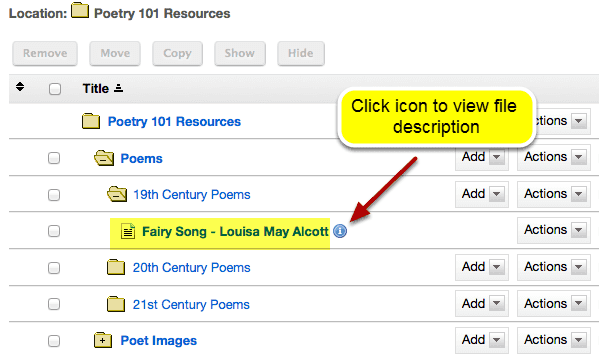 Location: Poetry 101 Resources
Remove Move Copy Show Hide
Title
Click icon to view file
description
Poetry 101 Resources ctions
Poems Add Actions
19th Century Poems Add Actions
Fairy Song - Louisa May Alcott Actions
20th Century Poems Add Actions
21st Century Poems Add Actions
Poet Images Add Actions